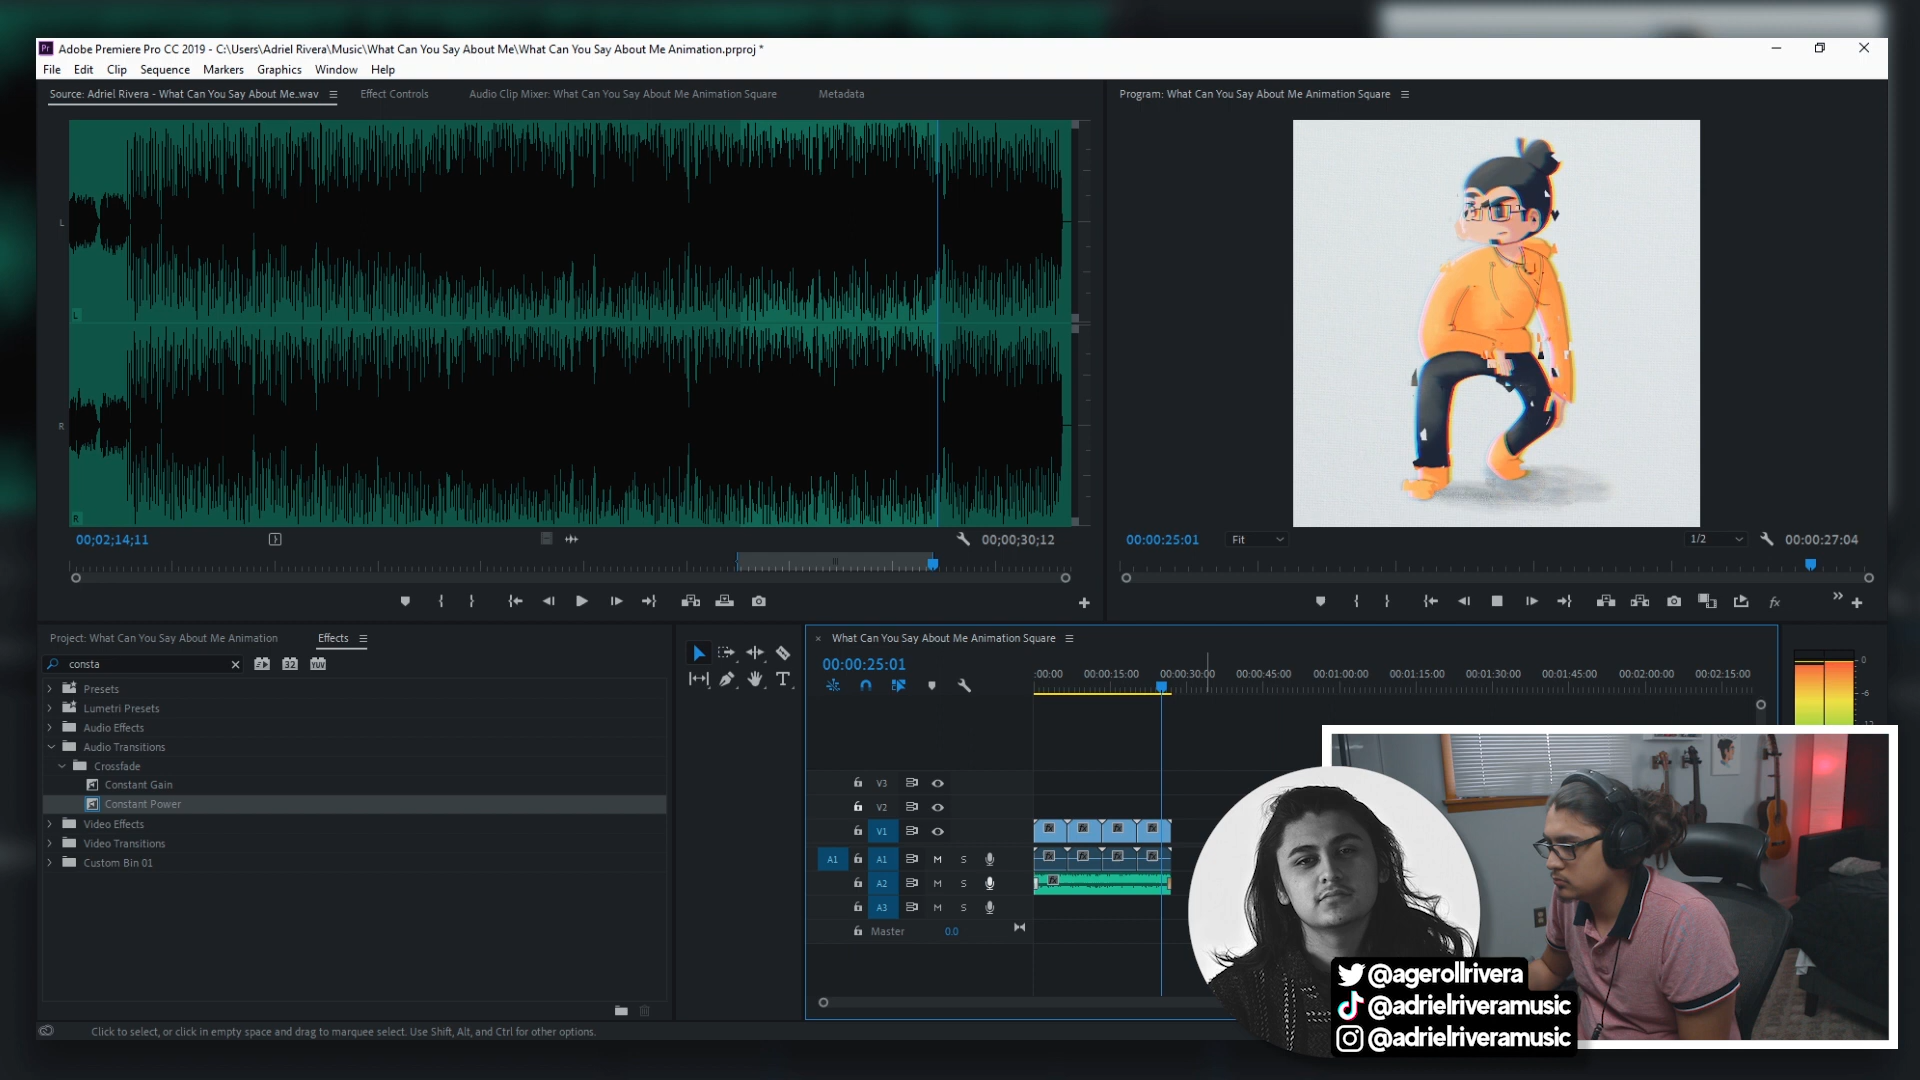 Pr Adobe Premiere Pro CC 2019 - C:\Users\Adriel Rivera\Music\What Can You Say About Me\What Can You Say About Me Animation.prproj *
File Edit Clip Sequence Markers Graphics Window Help
Source: Adriel Rivera - What Can You Say About Me..wav Effect Controls Audio Clip Mixer: What Can You Say About Me Animation Square Metadata
Program: What Can You Say About Me Animation Square
L
L
R
R
00;02;14;11
00;00;30;12
00:00:25:01
Fit
1/2
00:00:27:04
fx
Project: What Can You Say About Me Animation Effects
consta
32 YUV
Presets
Lumetri Presets
Audio Effects
Audio Transitions
Crossfade
Constant Gain
Constant Power
Video Effects
Video Transitions
Custom Bin 01
T
× What Can You Say About Me Animation Square
00:00:25:01
:00:00 00:00:15:00 00:00:30:00 00:00:45:00 00:01:00:00 00:01:15:00 00:01:30:00 00:01:45:00 00:02:00:00 00:02:15:00
0
-6
V3
V2
V1
A1 A1 M S
A2 M S
A3 M S
Master 0.0
Click to select, or click in empty space and drag to marquee select. Use Shift, Alt, and Ctrl for other options.
@agerollrivera
@adrielriveramusic
@adrielriveramusic